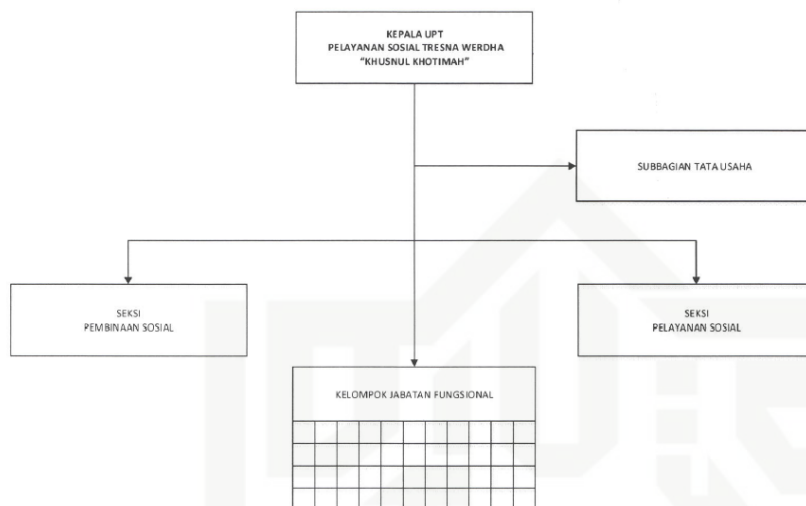 KEPALA UPT
PELAYANAN SOSIAL TRESNA WERDHA
"KHUSNUL KHOTIMAH"
SUBBAGIAN TATA USAHA
SEKSI
PEMBINAAN SOSIAL
SEKSI
PELAYANAN SOSIAL
KELOMPOK JABATAN FUNGSIONAL